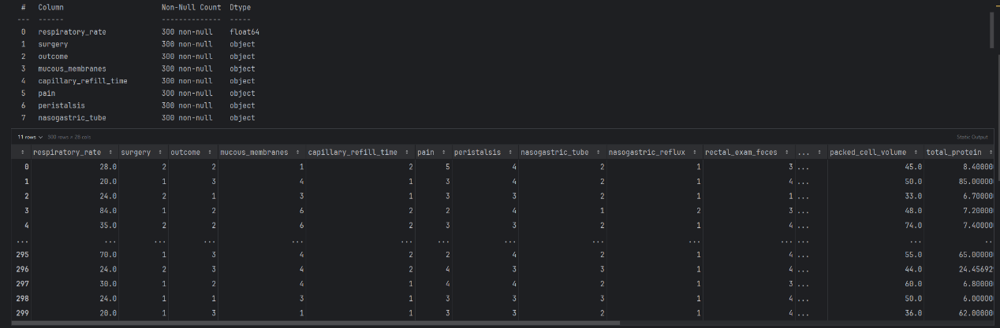 # Column Non-Null Count Dtype
--- ------ -------------- -----
0 respiratory_rate 300 non-null float64
1 surgery 300 non-null object
2 outcome 300 non-null object
3 mucous_membranes 300 non-null object
4 capillary_refill_time 300 non-null object
5 pain 300 non-null object
6 peristalsis 300 non-null object
7 nasogastric_tube 300 non-null object
11 rows 300 rows × 28 cols Static Output
respiratory_rate surgery outcome mucous_membranes capillary_refill_time pain peristalsis nasogastric_tube nasogastric_reflux rectal_exam_feces ... packed_cell_volume total_protein
0 28.0 2 2 1 2 5 4 2 1 3 ... 45.0 8.40000
1 20.0 1 3 4 1 3 4 2 1 4 ... 50.0 85.00000
2 24.0 2 1 3 1 3 3 2 1 1 ... 33.0 6.70000
3 84.0 1 2 6 2 2 4 1 2 3 ... 48.0 7.20000
4 35.0 2 2 6 2 3 3 2 1 4 ... 74.0 7.40000
... ... ... ... ... ... ... ... ... ... ... ... ... ..
295 70.0 1 3 4 2 2 4 2 1 4 ... 55.0 65.00000
296 24.0 2 3 4 2 4 3 3 1 4 ... 44.0 24.45692
297 30.0 1 2 4 1 4 4 2 1 3 ... 60.0 6.80000
298 24.0 1 1 3 1 3 3 3 1 4 ... 50.0 6.00000
299 20.0 1 3 1 1 3 3 2 1 4 ... 36.0 62.00000